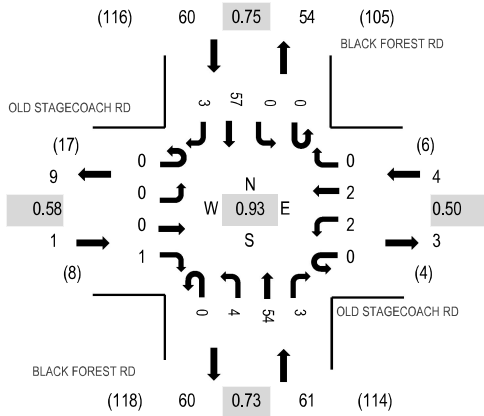 (116) 60 0.75 54 (105)
BLACK FOREST RD
3 57 0 0
OLD STAGECOACH RD
(17) 0 0 (6)
9 4
0 2
N
0.58 W 0.93 E 0.50
0 2
S
1 3
1 0
(8) (4)
0 4 54 3
OLD STAGECOACH RD
BLACK FOREST RD
(118) 60 0.73 61 (114)